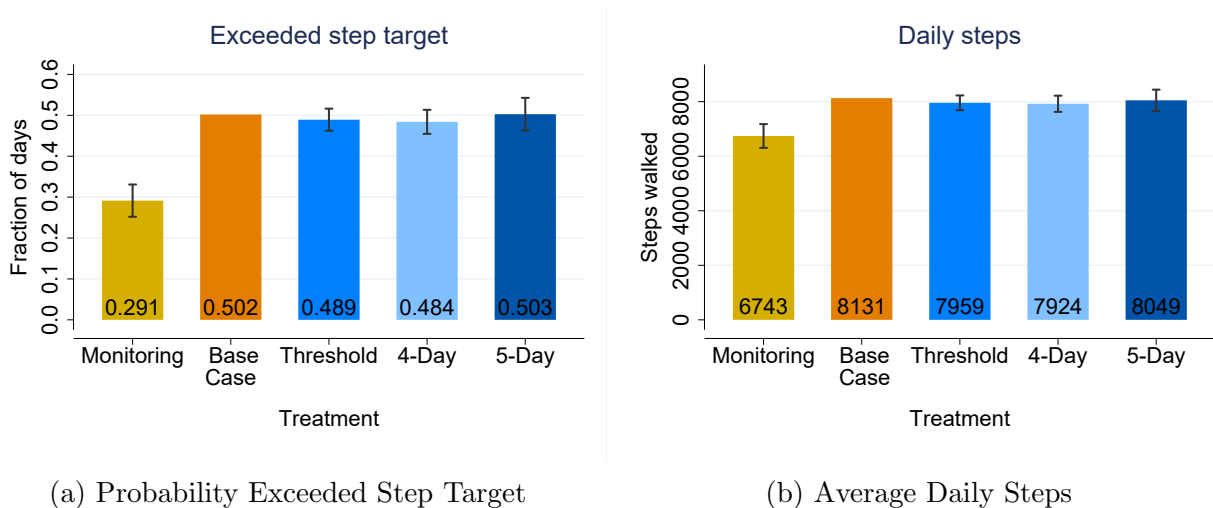 Exceeded step target
Fraction of days
0.6
0.5
0.4
0.3
0.2
0.1
0.0
0.291
0.502
0.489
0.484
0.503
Monitoring
Base
Case
Threshold
4-Day
5-Day
Treatment
(a) Probability Exceeded Step Target
Daily steps
Steps walked
8000
6000
4000
2000
0
6743
8131
7959
7924
8049
Monitoring
Base
Case
Threshold
4-Day
5-Day
Treatment
(b) Average Daily Steps